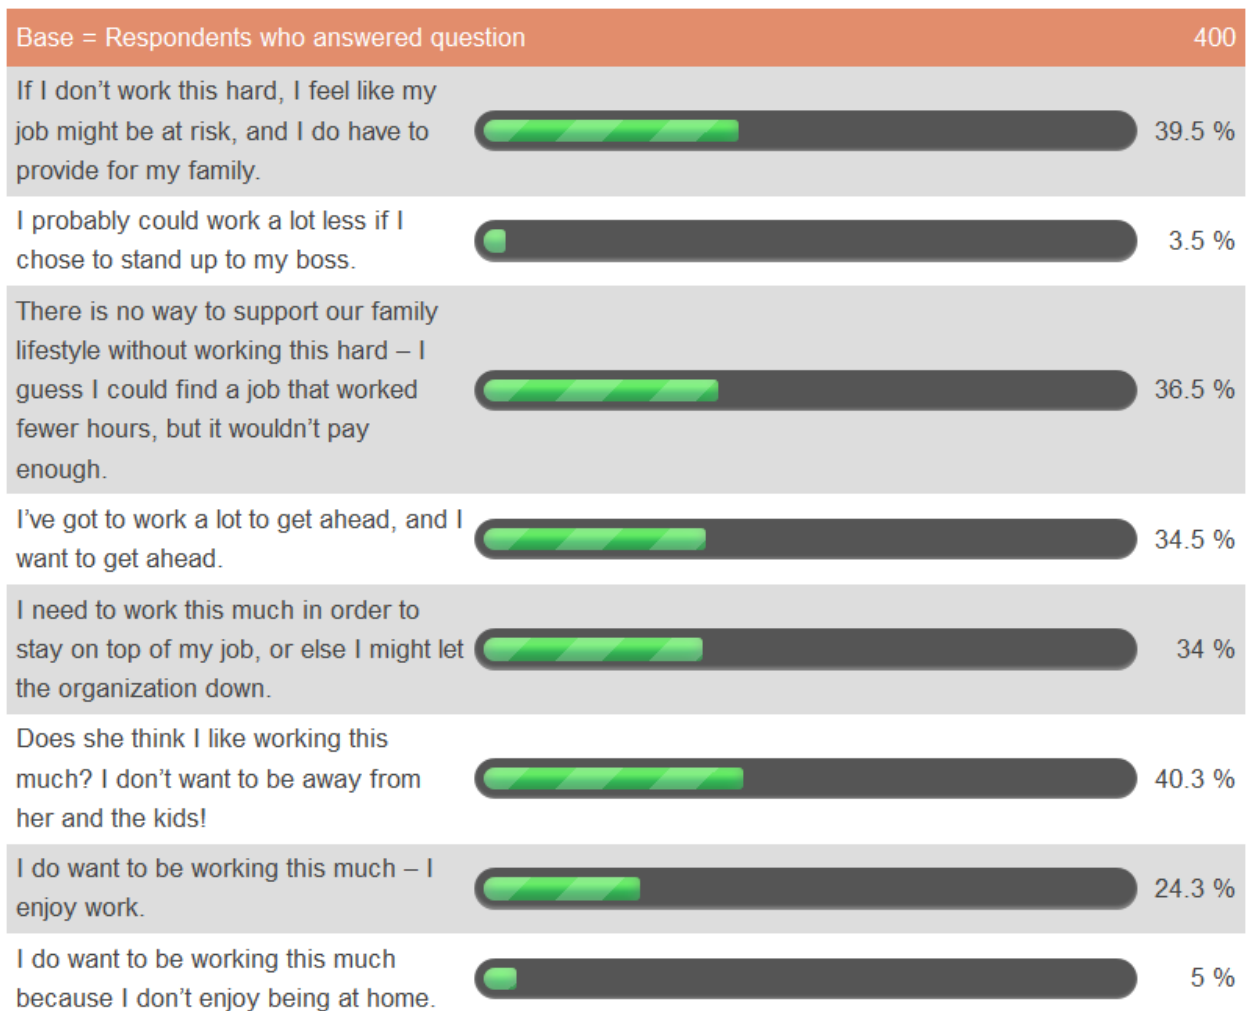 Base = Respondents who answered question 400
If I don’t work this hard, I feel like my
job might be at risk, and I do have to
provide for my family.
39.5 %
I probably could work a lot less if I
chose to stand up to my boss.
3.5 %
There is no way to support our family
lifestyle without working this hard – I
guess I could find a job that worked
fewer hours, but it wouldn’t pay
enough.
36.5 %
I’ve got to work a lot to get ahead, and I
want to get ahead.
34.5 %
I need to work this much in order to
stay on top of my job, or else I might let
the organization down.
34 %
Does she think I like working this
much? I don’t want to be away from
her and the kids!
40.3 %
I do want to be working this much – I
enjoy work.
24.3 %
I do want to be working this much
because I don’t enjoy being at home.
5 %